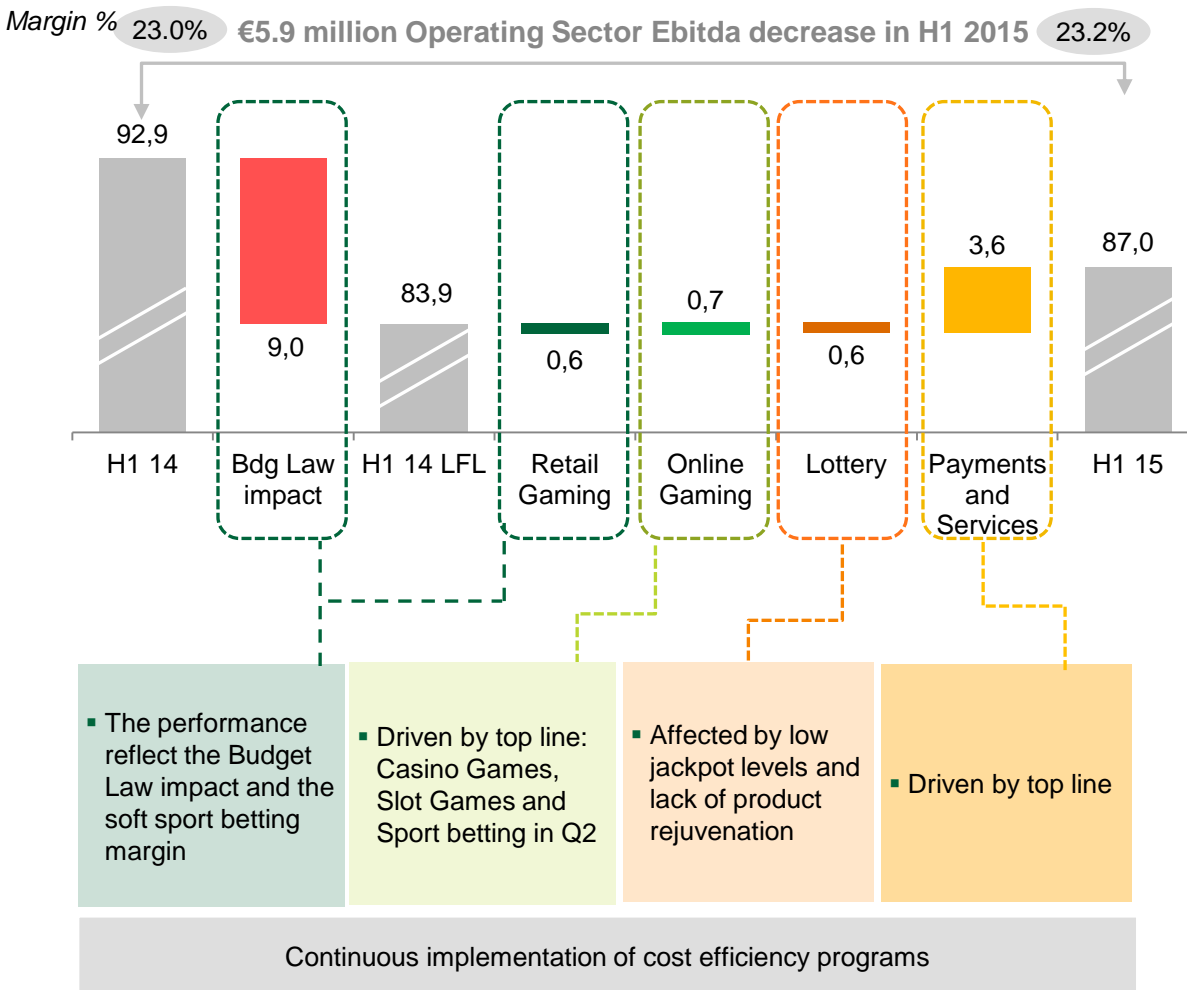 Margin % 23.0% €5.9 million Operating Sector Ebitda decrease in H1 2015 23.2%
92,9
9,0
83,9
0,6
0,7
0,6
3,6
87,0
H1 14
Bdg Law
impact
H1 14 LFL
Retail
Gaming
Online
Gaming
Lottery
Payments
and
Services
H1 15
▪ The performance
reflect the Budget
Law impact and the
soft sport betting
margin
▪ Driven by top line:
Casino Games,
Slot Games and
Sport betting in Q2
▪ Affected by low
jackpot levels and
lack of product
rejuvenation
▪ Driven by top line
Continuous implementation of cost efficiency programs